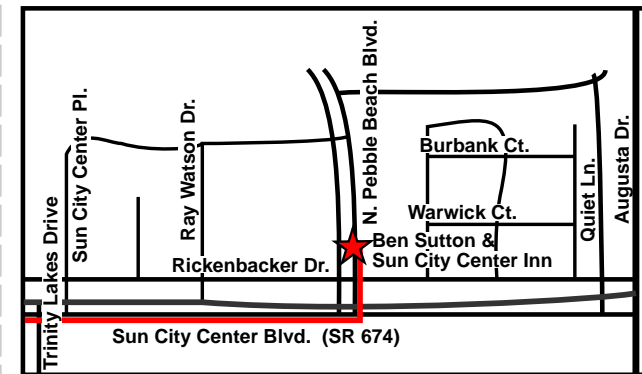 N. Pebble Beach Blvd.
Sun City Center Pl.
Ray Watson Dr.
Burbank Ct.
Augusta Dr.
Quiet Ln.
Warwick Ct.
Trinity Lakes Drive
Ben Sutton &
Sun City Center Inn
Rickenbacker Dr.
Sun City Center Blvd. (SR 674)